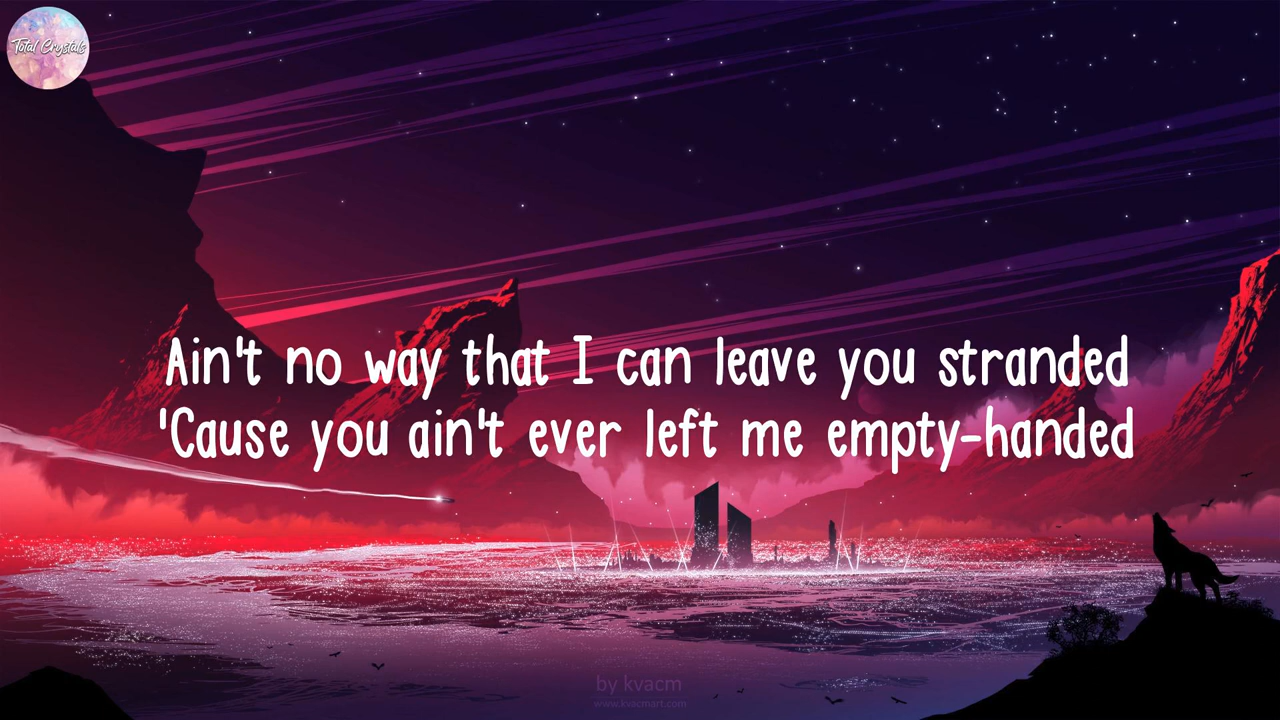 Total Crystals
Ain't no way that I can leave you stranded
'Cause you ain't ever left me empty-handed
by kvacm
www.kvacmart.com